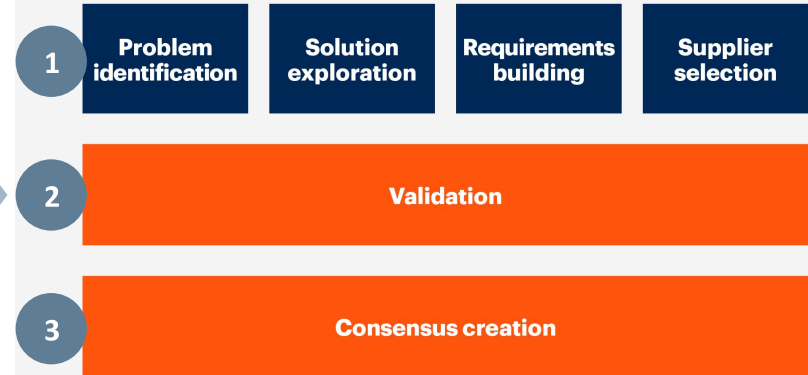 1
Problem
identification
Solution
exploration
Requirements
building
Supplier
selection
2
Validation
3
Consensus creation